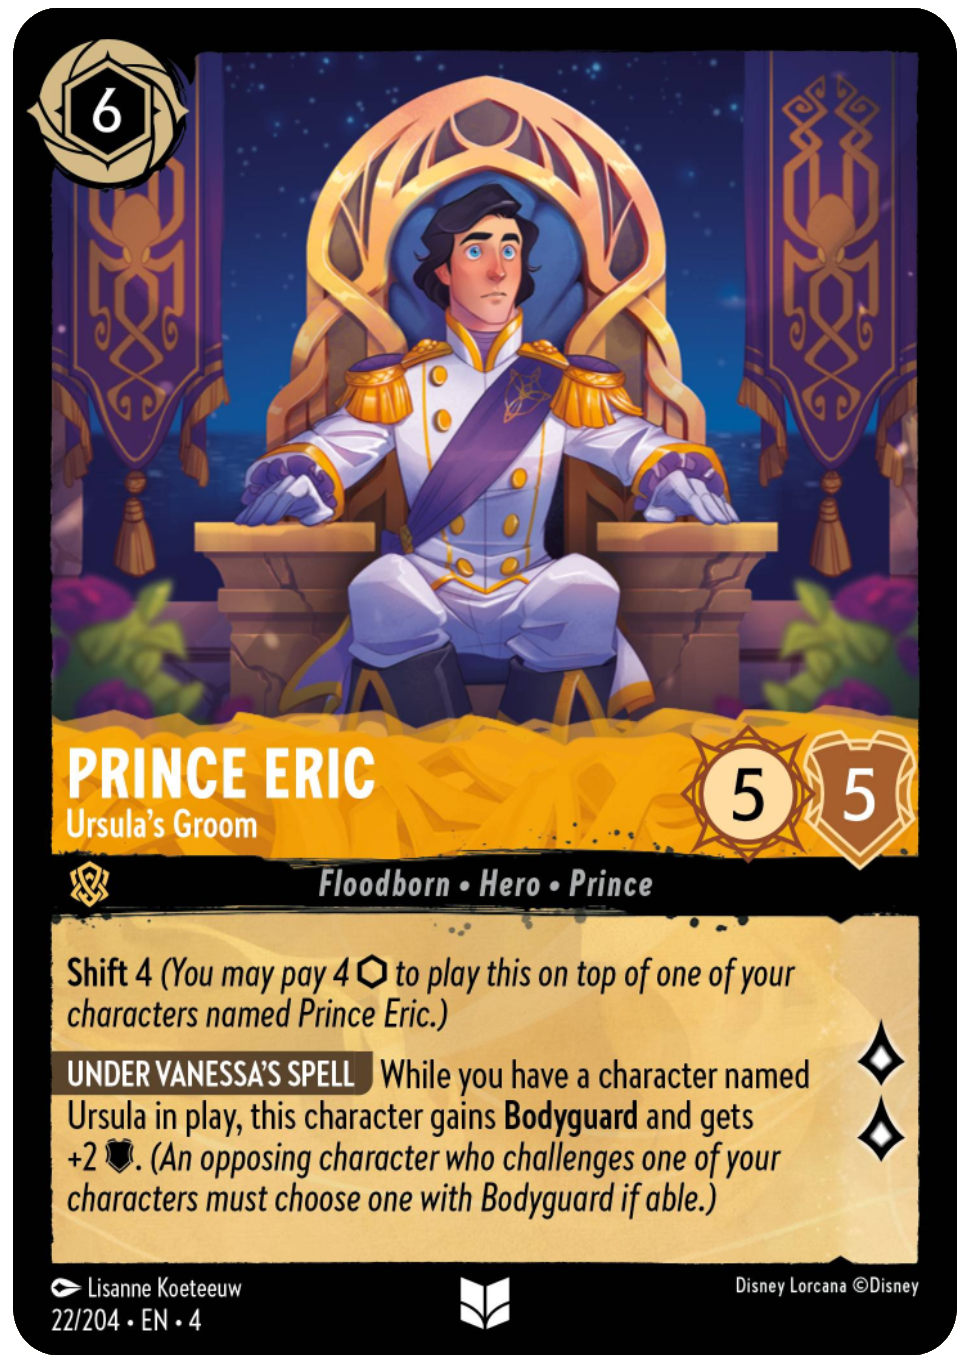 6
PRINCE ERIC
Ursula's Groom
5
5
Floodborn • Hero • Prince
Shift 4 (You may pay 4 ⬡ to play this on top of one of your
characters named Prince Eric.)
UNDER VANESSA'S SPELL While you have a character named
Ursula in play, this character gains Bodyguard and gets
+2 . (An opposing character who challenges one of your
characters must choose one with Bodyguard if able.)
Lisanne Koeteeuw
22/204 • EN • 4
Disney Lorcana ©Disney